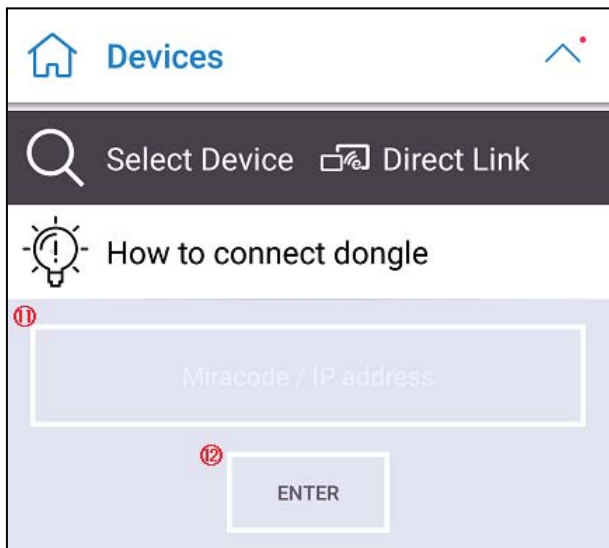 Devices
Select Device Direct Link
How to connect dongle
⑪
Miracode / IP address
⑫
ENTER